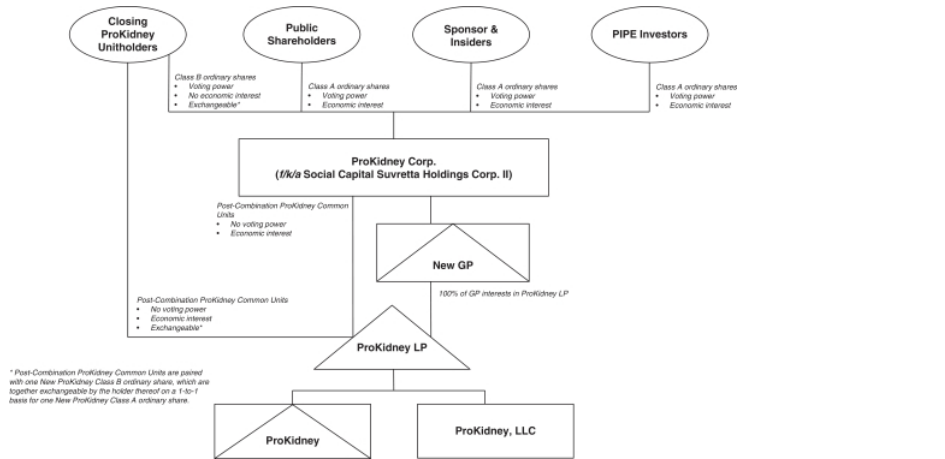 Closing
ProKidney
Unitholders
Public
Shareholders
Sponsor &
Insiders
PIPE Investors
Class B ordinary shares
• Voting power
• No economic interest
• Exchangeable*
Class A ordinary shares
• Voting power
• Economic interest
Class A ordinary shares
• Voting power
• Economic interest
Class A ordinary shares
• Voting power
• Economic interest
ProKidney Corp.
(f/k/a Social Capital Suvretta Holdings Corp. II)
Post-Combination ProKidney Common
Units
• No voting power
• Economic interest
New GP
100% of GP interests in ProKidney LP
Post-Combination ProKidney Common Units
• No voting power
• Economic interest
• Exchangeable*
ProKidney LP
* Post-Combination ProKidney Common Units are paired
with one New ProKidney Class B ordinary share, which are
together exchangeable by the holder thereof on a 1-to-1
basis for one New ProKidney Class A ordinary share.
ProKidney
ProKidney, LLC